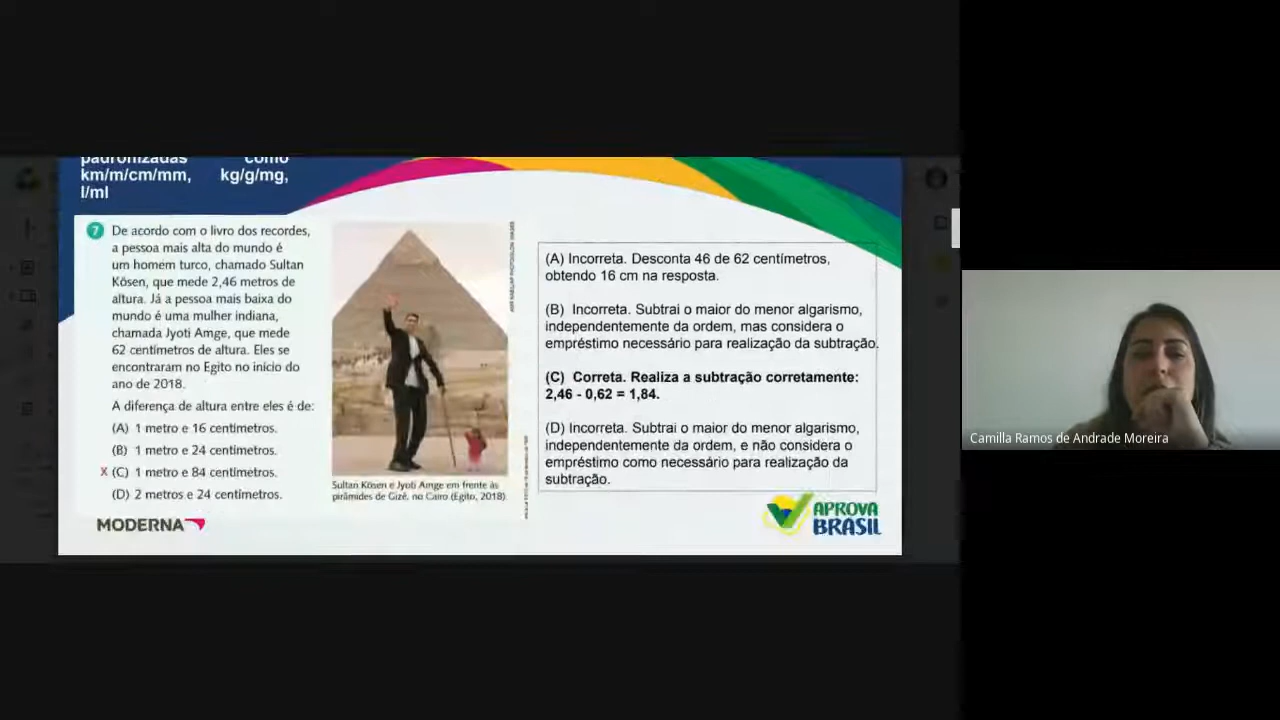 padronizadas como
km/m/cm/mm, kg/g/mg,
l/ml
7 De acordo com o livro dos recordes,
a pessoa mais alta do mundo é
um homem turco, chamado Sultan
Kösen, que mede 2,46 metros de
altura. Já a pessoa mais baixa do
mundo é uma mulher indiana,
chamada Jyoti Amge, que mede
62 centímetros de altura. Eles se
encontraram no Egito no início do
ano de 2018.
A diferença de altura entre eles é de:
(A) 1 metro e 16 centímetros.
(B) 1 metro e 24 centímetros.
X (C) 1 metro e 84 centímetros.
(D) 2 metros e 24 centímetros.
Sultan Kösen e Jyoti Amge em frente às
pirâmides de Gizé, no Cairo (Egito, 2018)
(A) Incorreta. Desconta 46 de 62 centímetros,
obtendo 16 cm na resposta.
(B) Incorreta. Subtrai o maior do menor algarismo,
independentemente da ordem, mas considera o
empréstimo necessário para realização da subtração.
(C) Correta. Realiza a subtração corretamente:
2,46 - 0,62 = 1,84.
(D) Incorreta. Subtrai o maior do menor algarismo,
independentemente da ordem, e não considera o
empréstimo como necessário para realização da
subtração.
MODERNA
APROVA
BRASIL
Camilla Ramos de Andrade Moreira